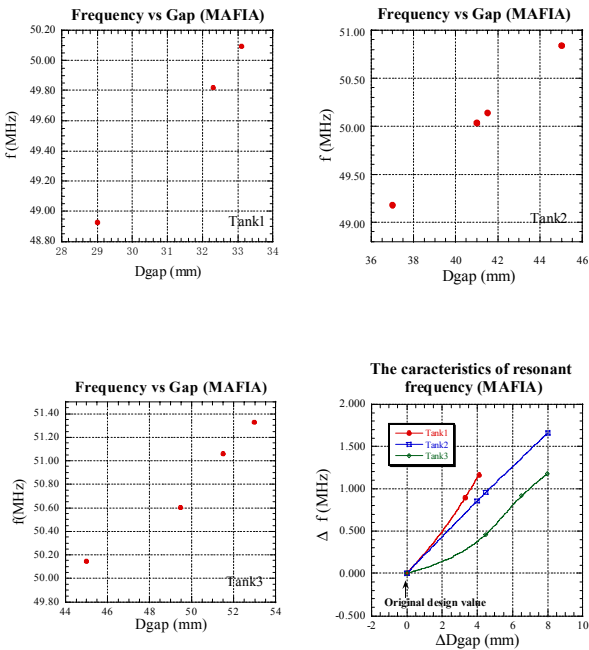 Frequency vs Gap (MAFIA)
50.20
50.00
49.80
49.60
49.40
49.20
49.00
48.80
f (MHz)
Tank1
28 29 30 31 32 33 34
Dgap (mm)
Frequency vs Gap (MAFIA)
51.00
50.50
50.00
49.50
49.00
f (MHz)
Tank2
36 38 40 42 44 46
Dgap (mm)
Frequency vs Gap (MAFIA)
51.40
51.20
51.00
50.80
50.60
50.40
50.20
50.00
49.80
f(MHz)
Tank3
44 46 48 50 52 54
Dgap (mm)
The caracteristics of resonant
frequency (MAFIA)
2.000
1.500
1.000
0.500
0.000
-0.500
Δ f (MHz)
Tank1
Tank2
Tank3
Original design value
-2 0 2 4 6 8 10
ΔDgap (mm)